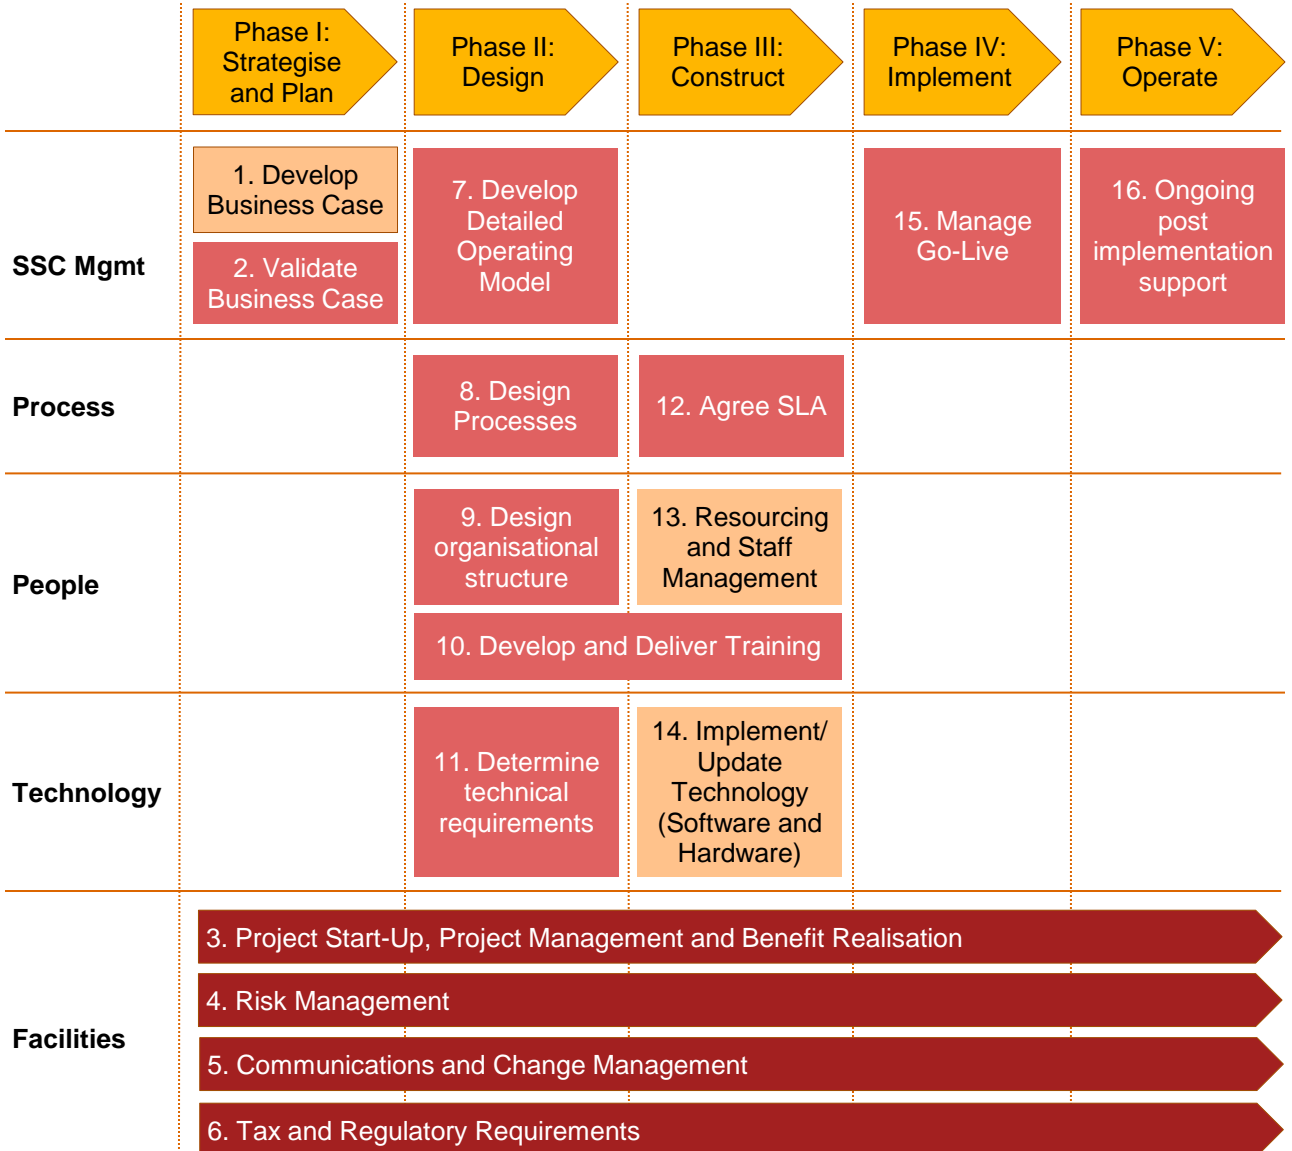 Phase I:
Strategise
and Plan
Phase II:
Design
Phase III:
Construct
Phase IV:
Implement
Phase V:
Operate
SSC Mgmt
1. Develop
Business Case
2. Validate
Business Case
7. Develop
Detailed
Operating
Model
15. Manage
Go-Live
16. Ongoing
post
implementation
support
Process
8. Design
Processes
12. Agree SLA
People
9. Design
organisational
structure
13. Resourcing
and Staff
Management
10. Develop and Deliver Training
Technology
11. Determine
technical
requirements
14. Implement/
Update
Technology
(Software and
Hardware)
Facilities
3. Project Start-Up, Project Management and Benefit Realisation
4. Risk Management
5. Communications and Change Management
6. Tax and Regulatory Requirements